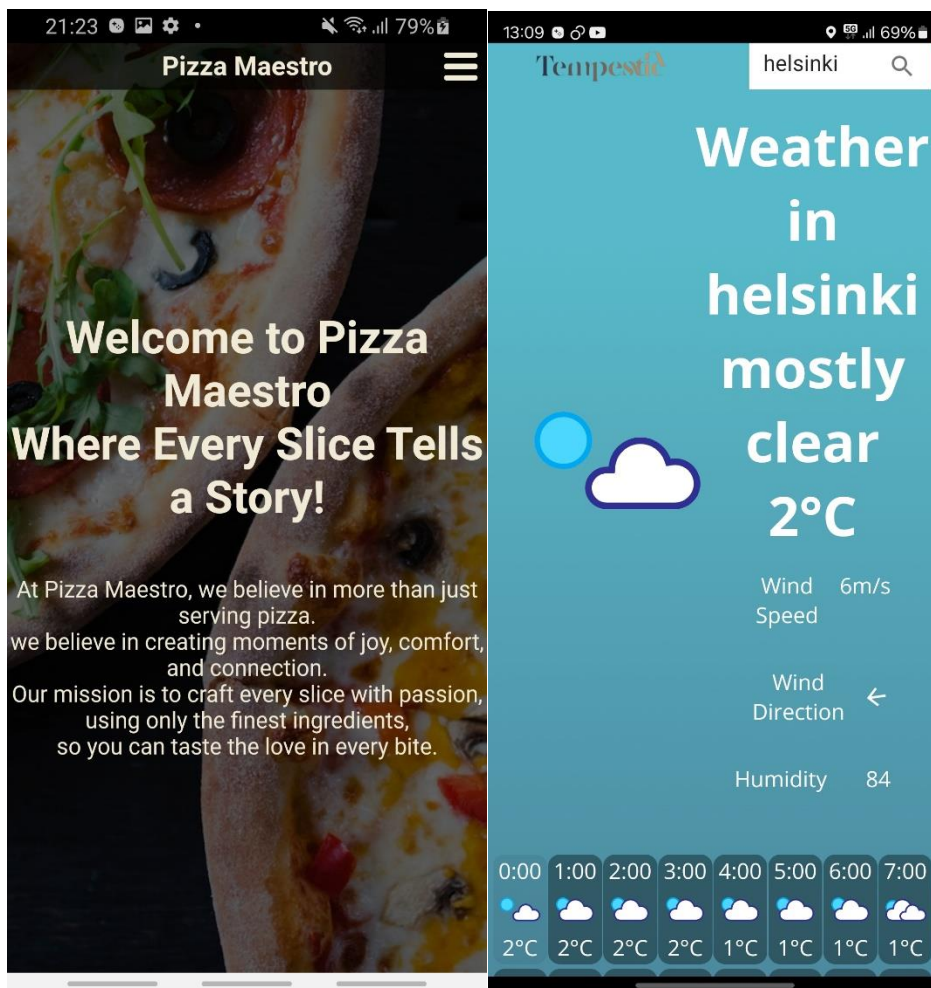 21:23
79%
Pizza Maestro
Welcome to Pizza
Maestro
Where Every Slice Tells
a Story!
At Pizza Maestro, we believe in more than just
serving pizza.
we believe in creating moments of joy, comfort,
and connection.
Our mission is to craft every slice with passion,
using only the finest ingredients,
so you can taste the love in every bite.
13:09
5G
69%
Tempestic
helsinki
Weather
in
helsinki
mostly
clear
2°C
Wind 6m/s
Speed
Wind
Direction
Humidity 84
0:00 1:00 2:00 3:00 4:00 5:00 6:00 7:00
2°C 2°C 2°C 2°C 1°C 1°C 1°C 1°C